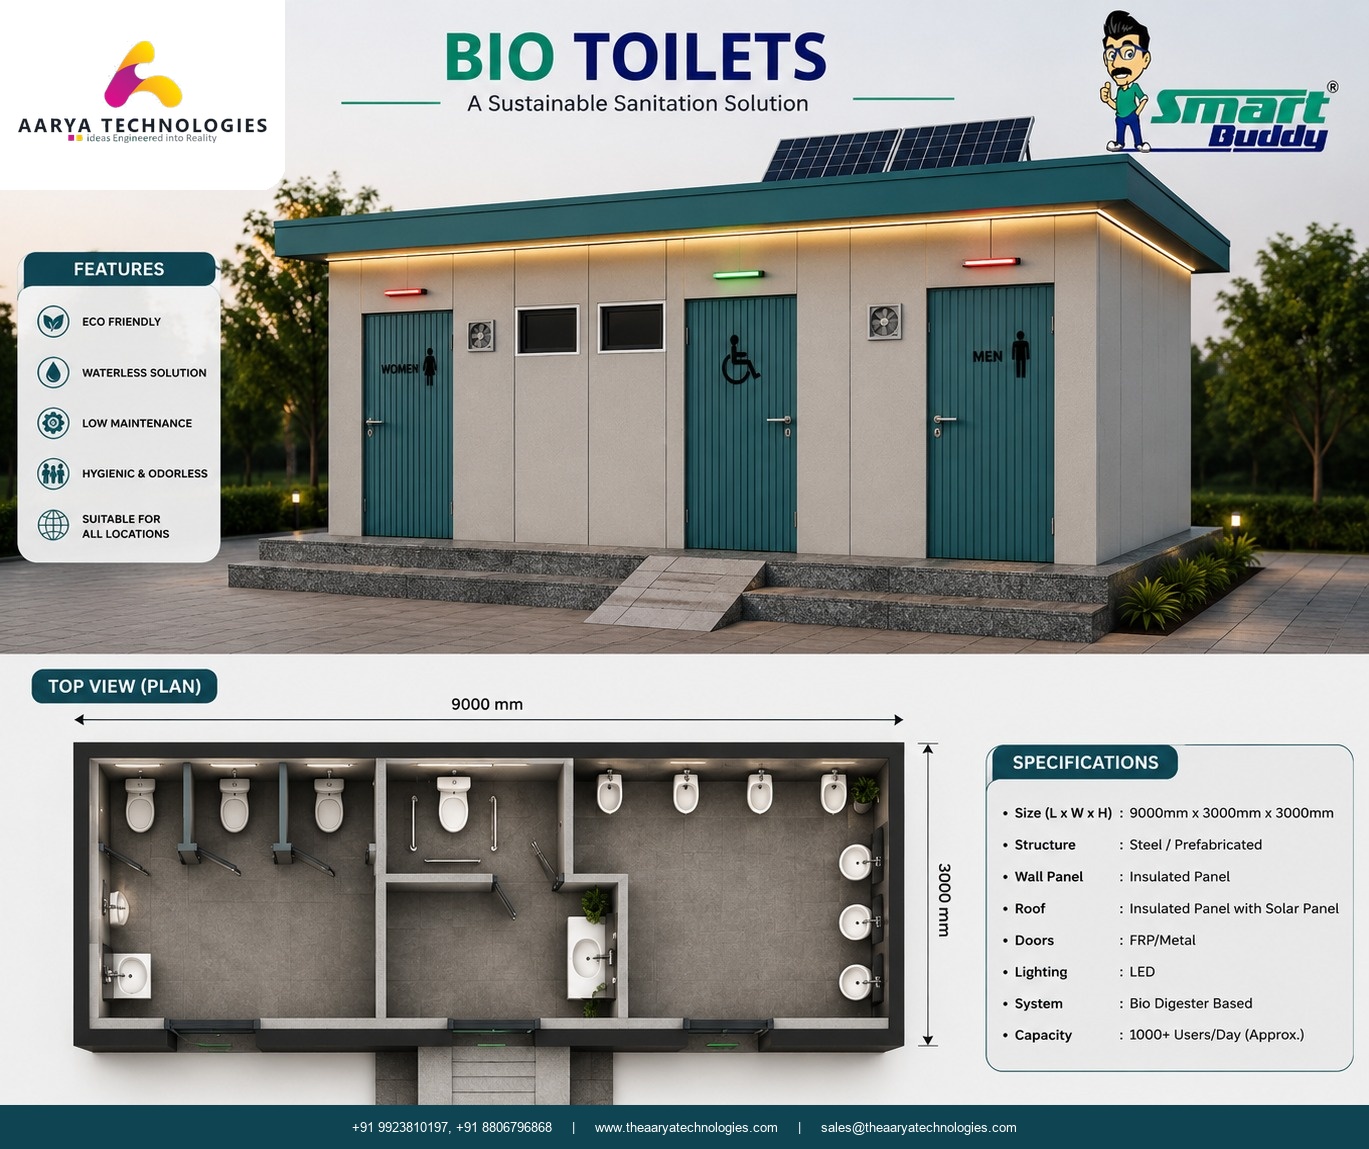 AARYA TECHNOLOGIES
ideas Engineered into Reality
BIO TOILETS
A Sustainable Sanitation Solution
Smart ®
Buddy
FEATURES
ECO FRIENDLY
WATERLESS SOLUTION
LOW MAINTENANCE
HYGIENIC & ODORLESS
SUITABLE FOR
ALL LOCATIONS
WOMEN
MEN
TOP VIEW (PLAN)
9000 mm
3000 mm
SPECIFICATIONS
• Size (L x W x H) : 9000mm x 3000mm x 3000mm
• Structure : Steel / Prefabricated
• Wall Panel : Insulated Panel
• Roof : Insulated Panel with Solar Panel
• Doors : FRP/Metal
• Lighting : LED
• System : Bio Digester Based
• Capacity : 1000+ Users/Day (Approx.)
+91 9923810197, +91 8806796868 | www.theaaryatechnologies.com | sales@theaaryatechnologies.com